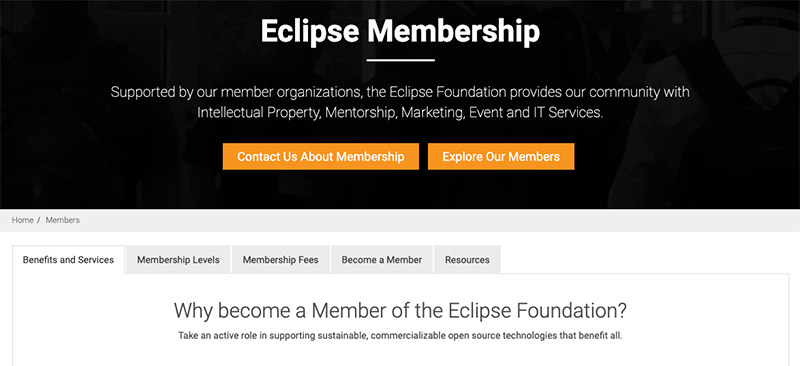 Eclipse Membership
Supported by our member organizations, the Eclipse Foundation provides our community with
Intellectual Property, Mentorship, Marketing, Event and IT Services.
Contact Us About Membership
Explore Our Members
Home / Members
Benefits and Services
Membership Levels
Membership Fees
Become a Member
Resources
Why become a Member of the Eclipse Foundation?
Take an active role in supporting sustainable, commercializable open source technologies that benefit all.